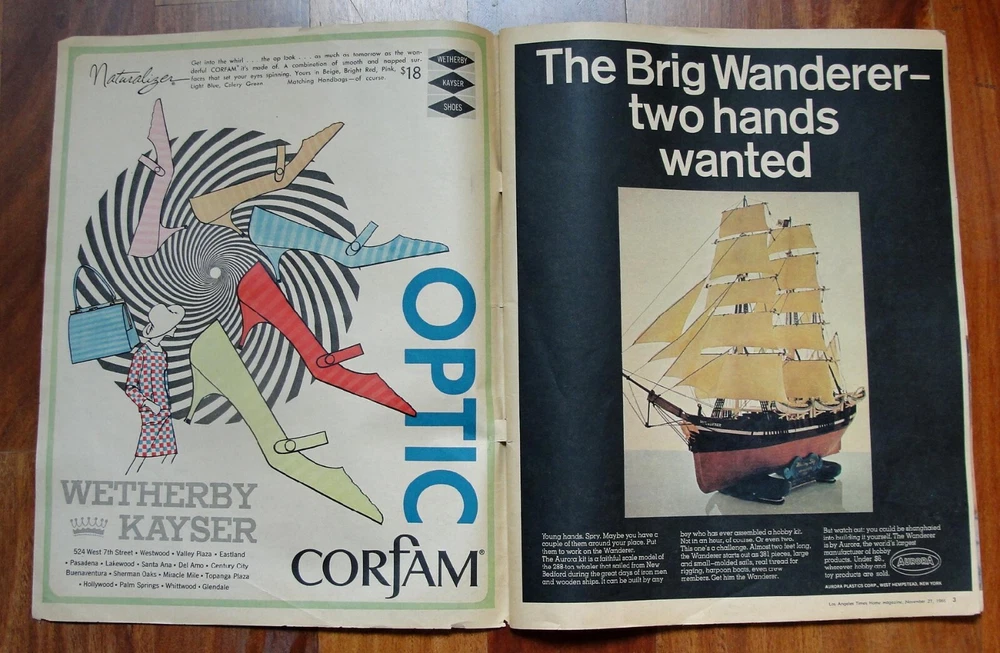 Naturalizer
Get into the whirl . . . the op look . . . as much as tomorrow as the won-
derful CORFAM® it's made of. A combination of smooth and napped sur-
faces that set your eyes spinning. Yours in Beige, Bright Red, Pink,
Light Blue, Celery Green. Matching Handbags—of course.
$18
WETHERBY
KAYSER
SHOES
OPTIC
WETHERBY
KAYSER
524 West 7th Street • Westwood • Valley Plaza • Eastland
• Pasadena • Lakewood • Santa Ana • Del Amo • Century City
Buenaventura • Sherman Oaks • Miracle Mile • Topanga Plaza
• Hollywood • Palm Springs • Whittwood • Glendale
CORFAM®
The Brig Wanderer–
two hands
wanted
Young hands. Spry. Maybe you have a
couple of them around your place. Put
them to work on the Wanderer.
The Aurora kit is a faithful scale model of
the 288-ton whaler that sailed from New
Bedford during the great days of iron men
and wooden ships. It can be built by any
boy who has ever assembled a hobby kit.
Not in an hour, of course. Or even two.
This one's a challenge. Almost two feet long,
the Wanderer starts out as 381 pieces, large
and small–molded sails, real thread for
rigging, harpoon boats, even crew
members. Get him the Wanderer.
But watch out: you could be shanghaied
into building it yourself. The Wanderer
is by Aurora, the world's largest
manufacturer of hobby
products. Under $6,
wherever hobby and
toy products are sold.
AURORA
AURORA PLASTICS CORP., WEST HEMPSTEAD, NEW YORK
Los Angeles Times Home magazine, November 21, 3